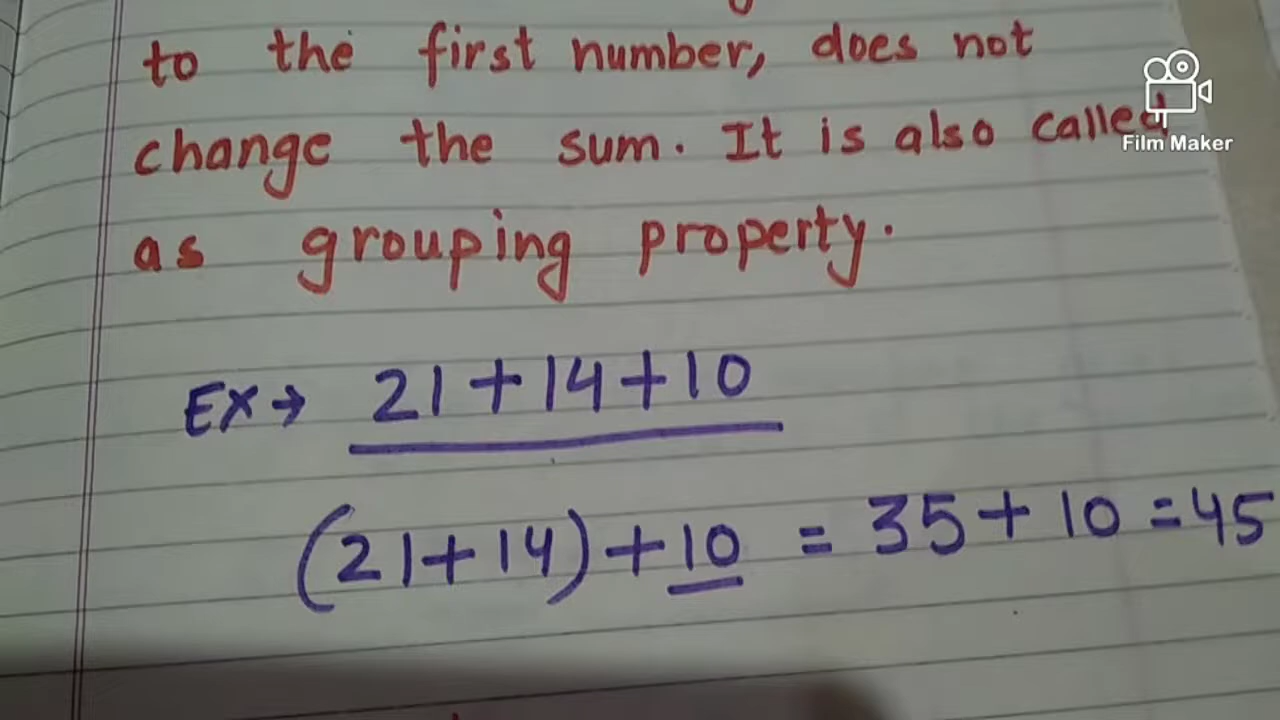 to the first number, does not
change the sum. It is also called
as grouping property.
Ex → 21+14+10
(21+14)+10 = 35+10=45
Film Maker